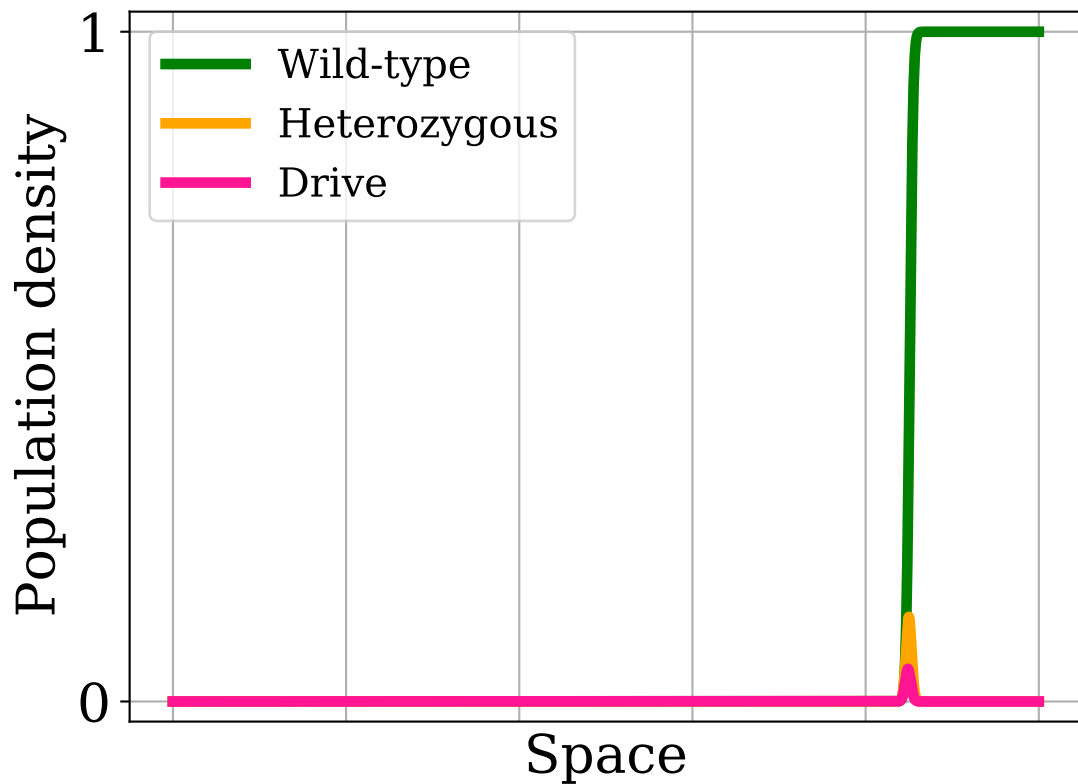 1
Wild-type
Heterozygous
Drive
Population density
0
Space